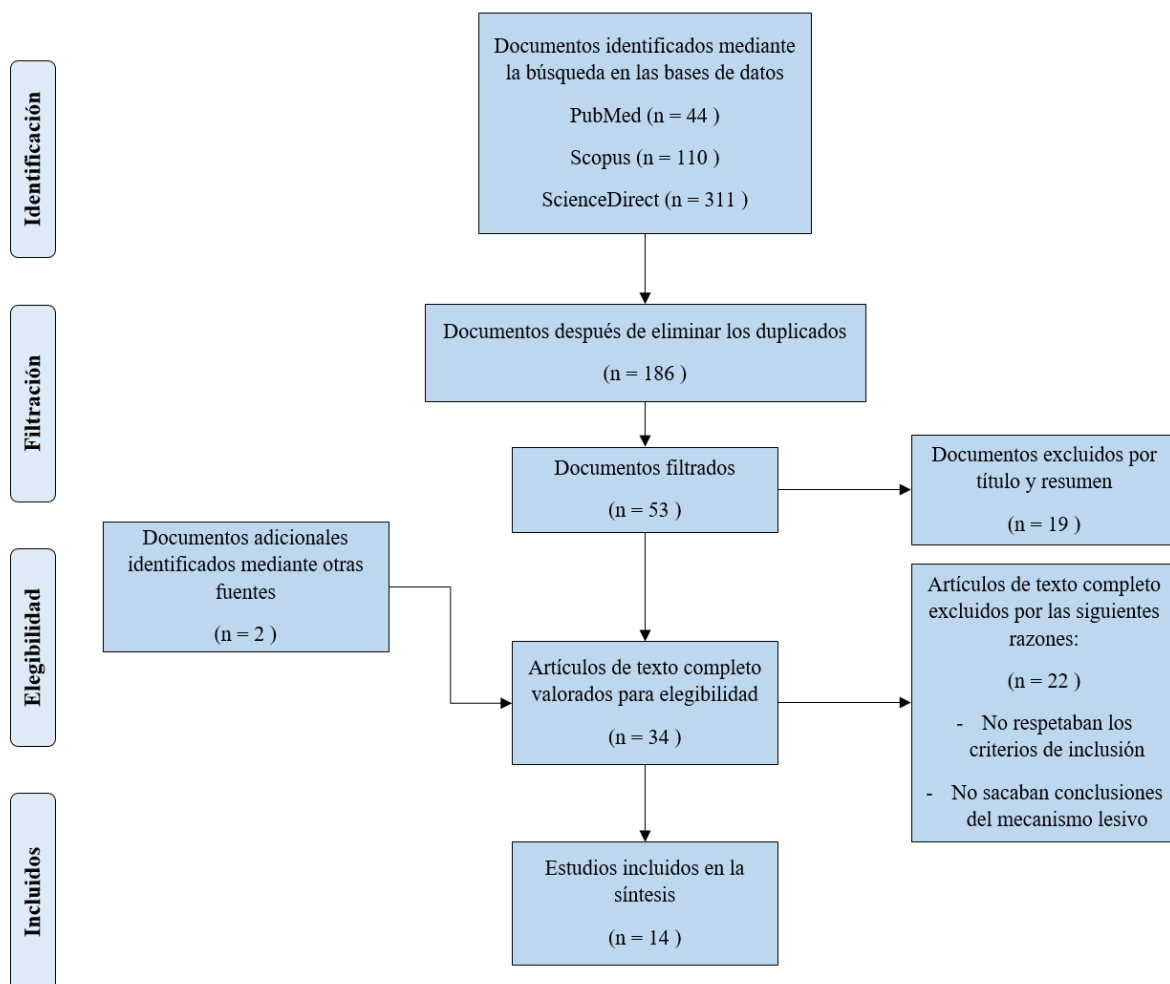 Identificación
Documentos identificados mediante
la búsqueda en las bases de datos
PubMed (n = 44 )
Scopus (n = 110 )
ScienceDirect (n = 311 )
Filtración
Documentos después de eliminar los duplicados
(n = 186 )
Documentos filtrados
(n = 53 )
Documentos excluidos por
título y resumen
(n = 19 )
Elegibilidad
Documentos adicionales
identificados mediante otras
fuentes
(n = 2 )
Artículos de texto completo
valorados para elegibilidad
(n = 34 )
Artículos de texto completo
excluidos por las siguientes
razones:
(n = 22 )
- No respetaban los
criterios de inclusión
- No sacaban conclusiones
del mecanismo lesivo
Incluidos
Estudios incluidos en la
síntesis
(n = 14 )